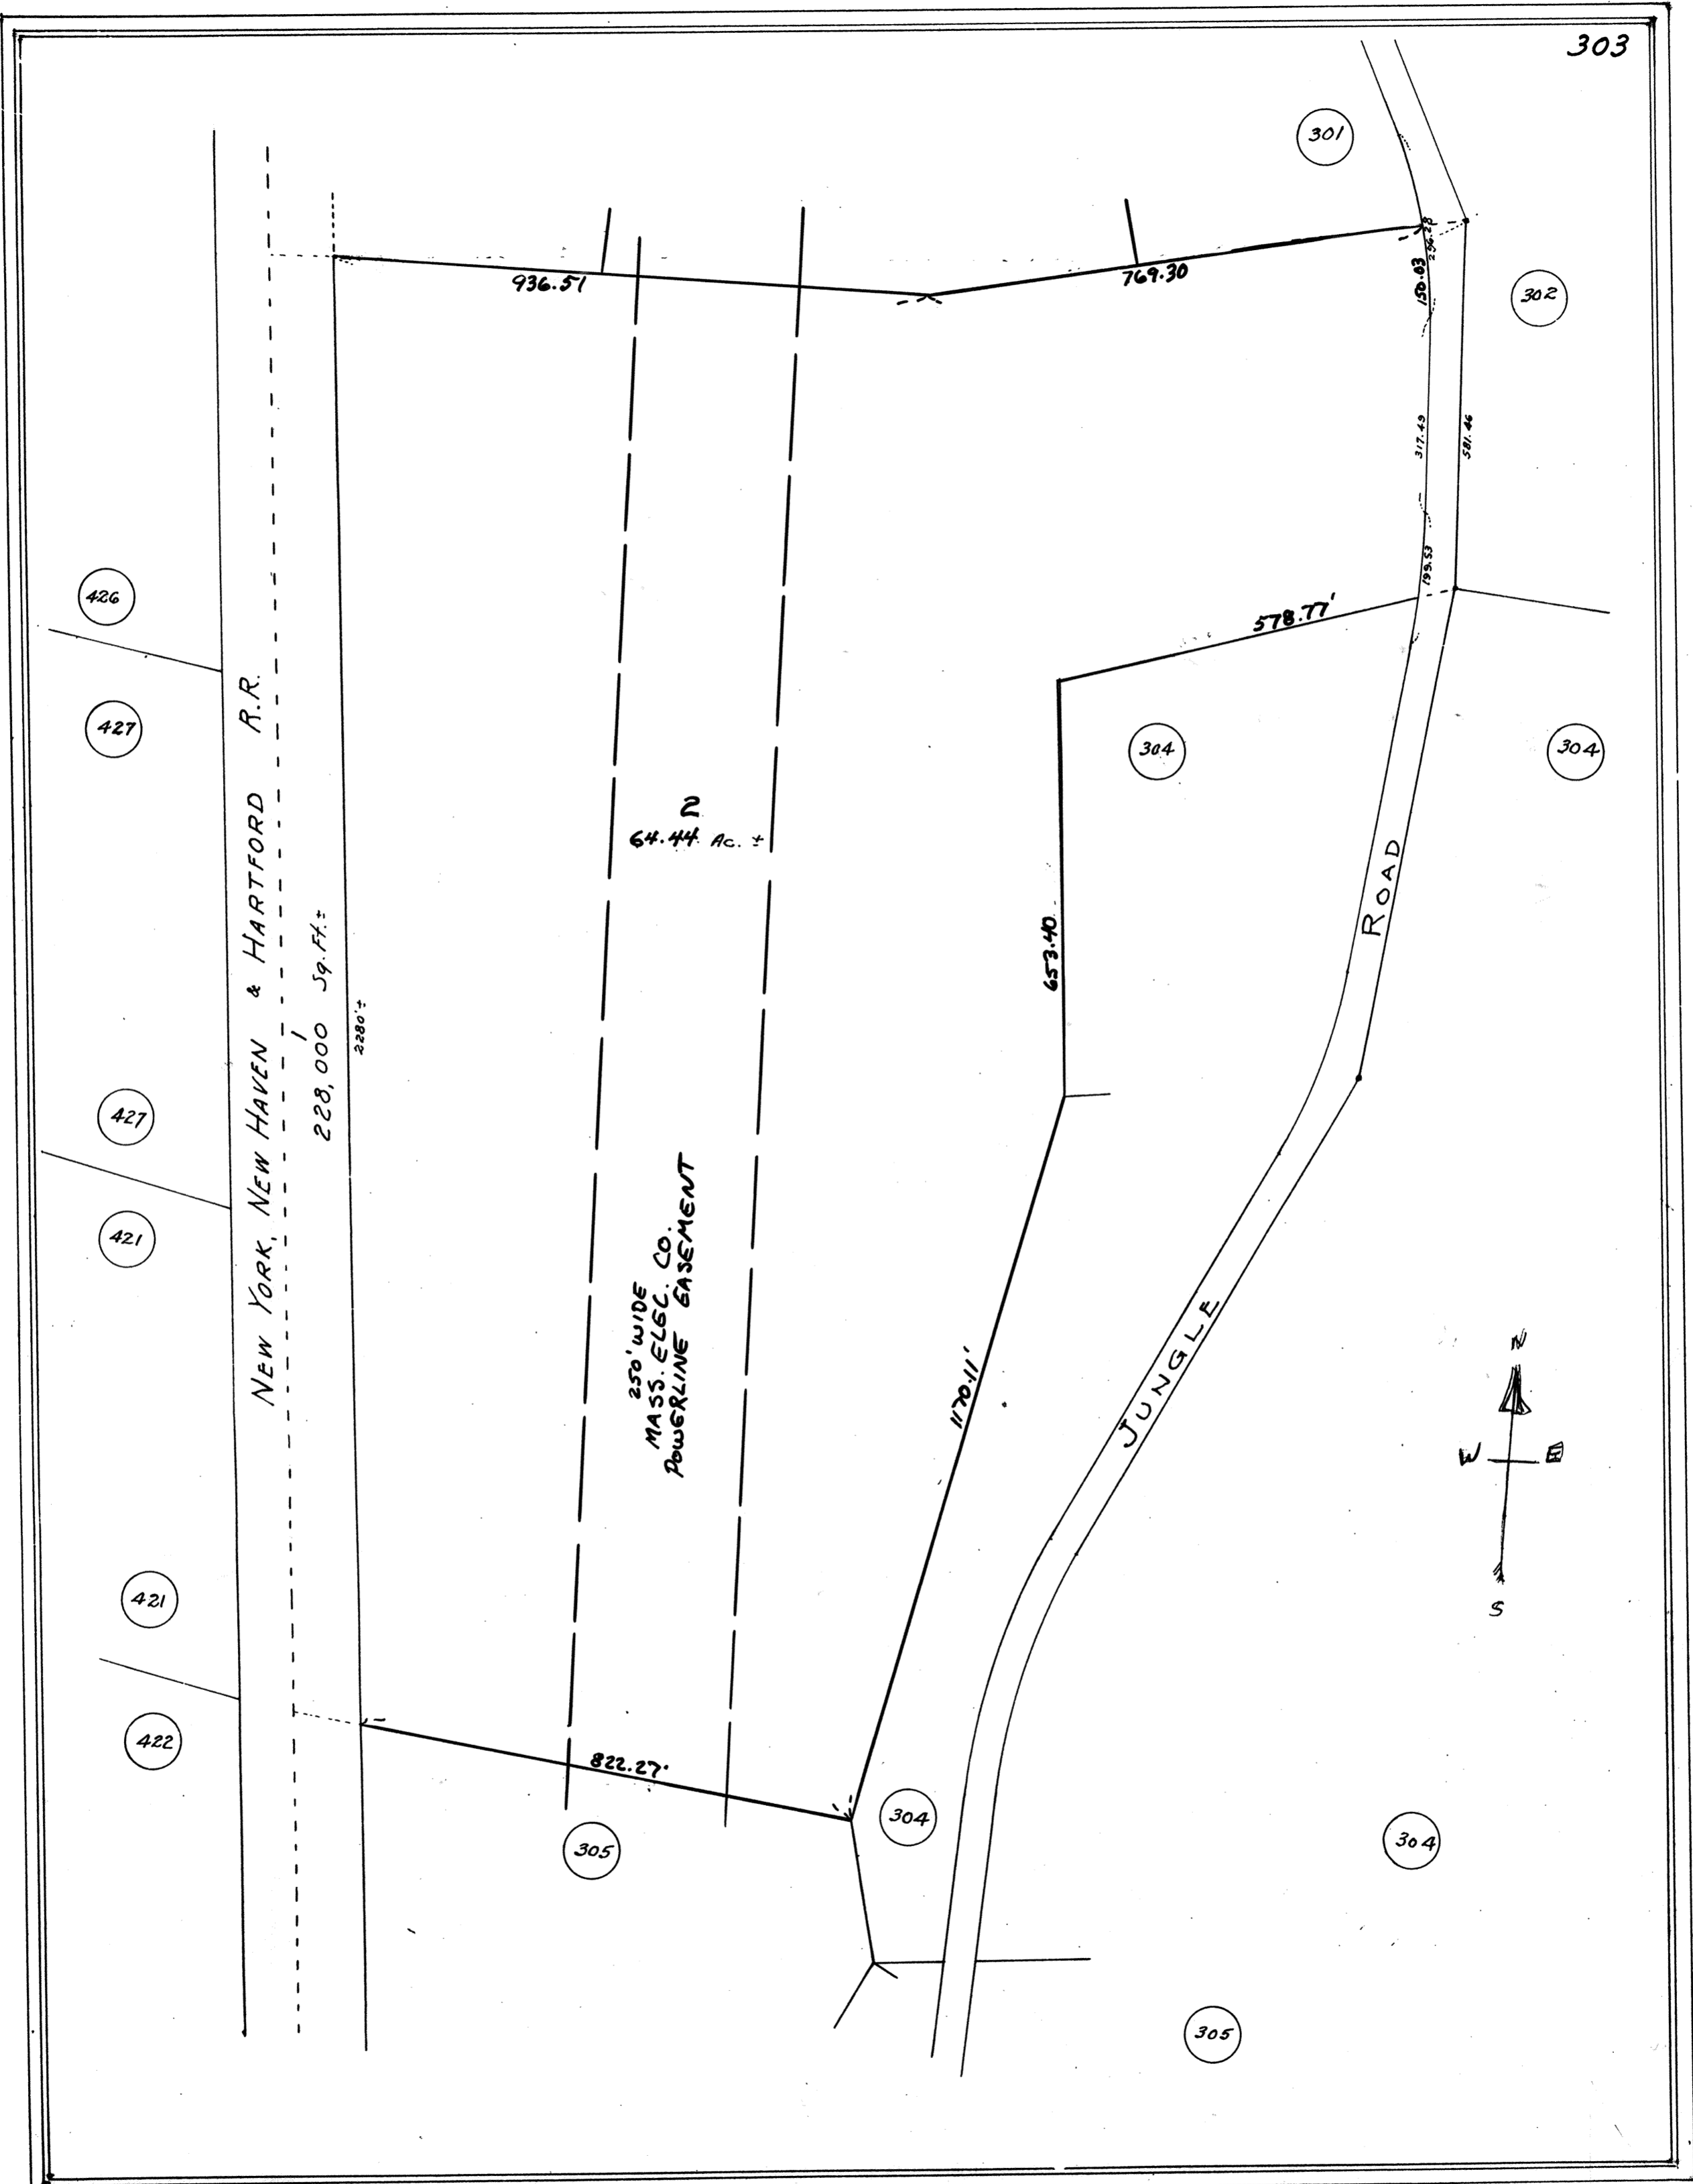 303
301
936.51
769.30
256.28
150.03
302
317.49
581.46
199.53
426
578.77'
427
304
304
2
64.44 Ac. ±
NEW YORK, NEW HAVEN & HARTFORD R.R.
1
228,000 Sq.Ft.±
2280'±
653.40
ROAD
427
421
250' WIDE
MASS. ELEC. CO.
POWERLINE EASEMENT
1170.11'
JUNGLE
N
W
E
S
421
422
822.27'
304
305
304
305